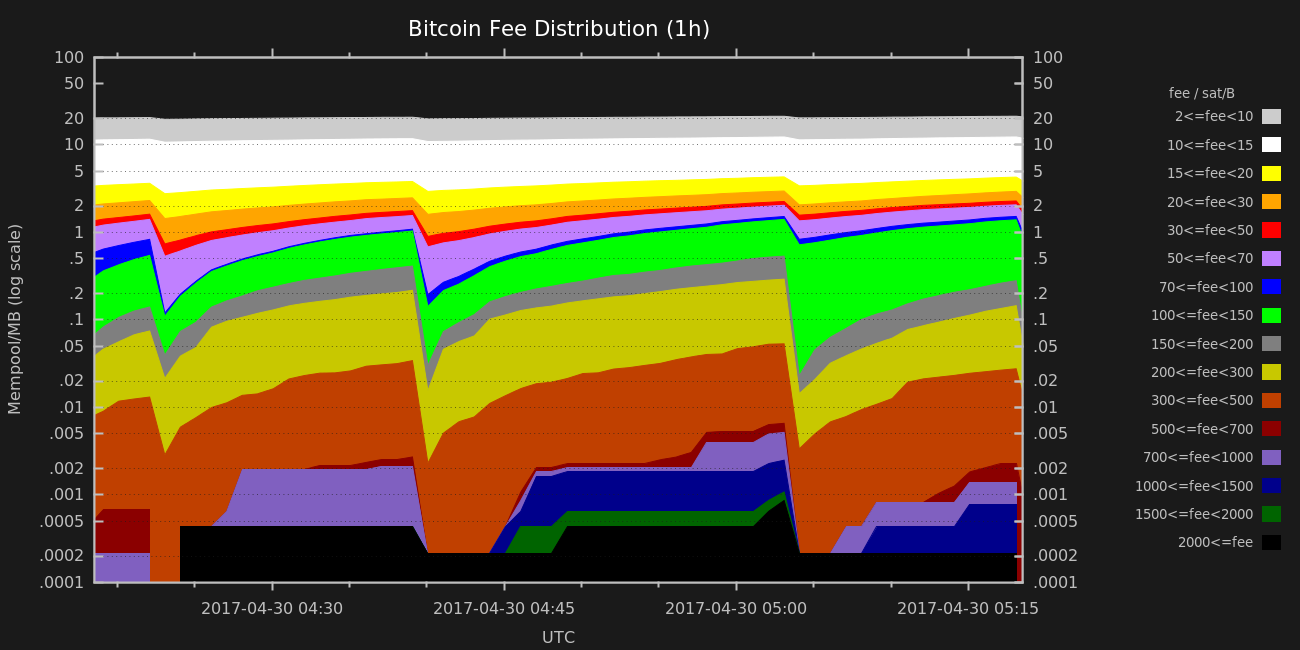 Bitcoin Fee Distribution (1h)
Mempool/MB (log scale)
100
50
20
10
5
2
1
.5
.2
.1
.05
.02
.01
.005
.002
.001
.0005
.0002
.0001
100
50
20
10
5
2
1
.5
.2
.1
.05
.02
.01
.005
.002
.001
.0005
.0002
.0001
2017-04-30 04:30
2017-04-30 04:45
2017-04-30 05:00
2017-04-30 05:15
UTC
fee / sat/B
2<=fee<10
10<=fee<15
15<=fee<20
20<=fee<30
30<=fee<50
50<=fee<70
70<=fee<100
100<=fee<150
150<=fee<200
200<=fee<300
300<=fee<500
500<=fee<700
700<=fee<1000
1000<=fee<1500
1500<=fee<2000
2000<=fee